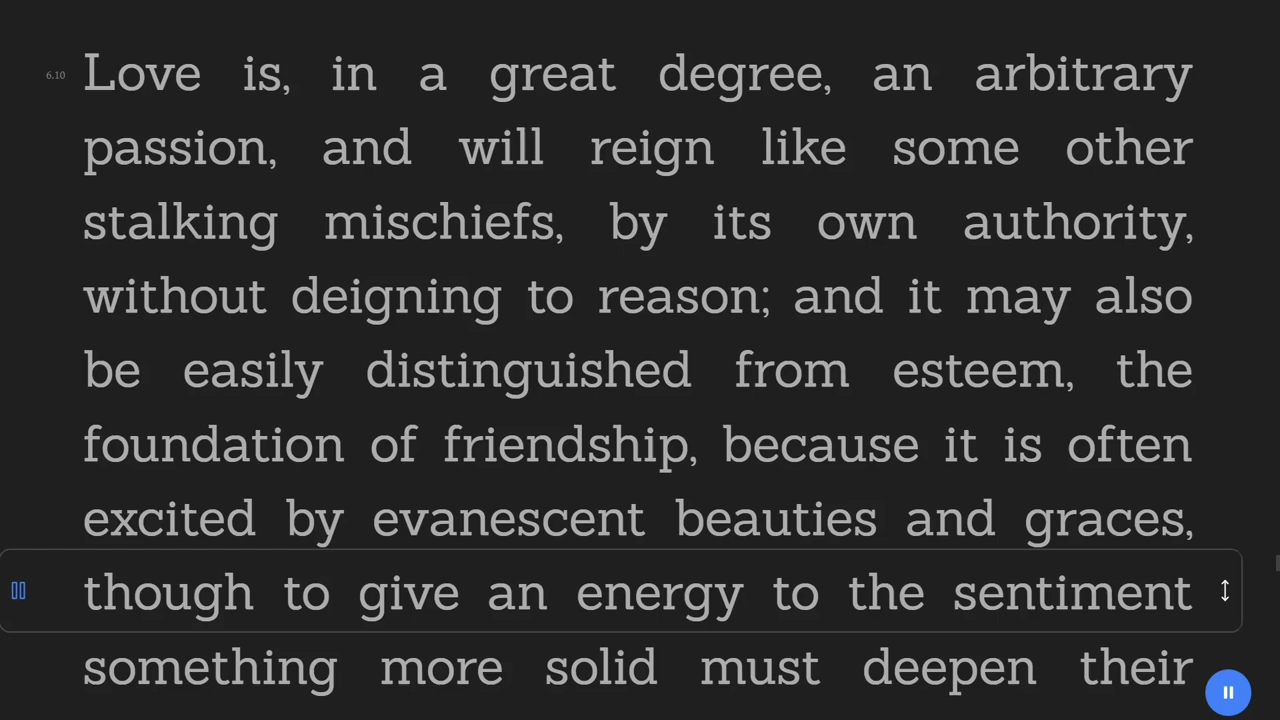 6.10
Love is, in a great degree, an arbitrary
passion, and will reign like some other
stalking mischiefs, by its own authority,
without deigning to reason; and it may also
be easily distinguished from esteem, the
foundation of friendship, because it is often
excited by evanescent beauties and graces,
though to give an energy to the sentiment
something more solid must deepen their